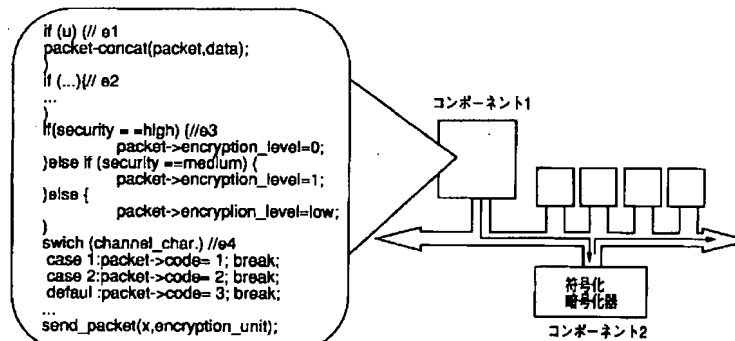 if (u) {// e1
packet-concat(packet,data);
}
if (...){// e2
...
}
if(security = =high) {//e3
packet->encryption_level=0;
}else if (security ==medium) {
packet->encryption_level=1;
}else {
packet->encryption_level=low;
}
swich (channel_char.) //e4
case 1:packet->code= 1; break;
case 2:packet->code= 2; break;
defaul :packet->code= 3; break;
...
send_packet(x,encryption_unit);
コンポーネント1
符号化
暗号化器
コンポーネント2